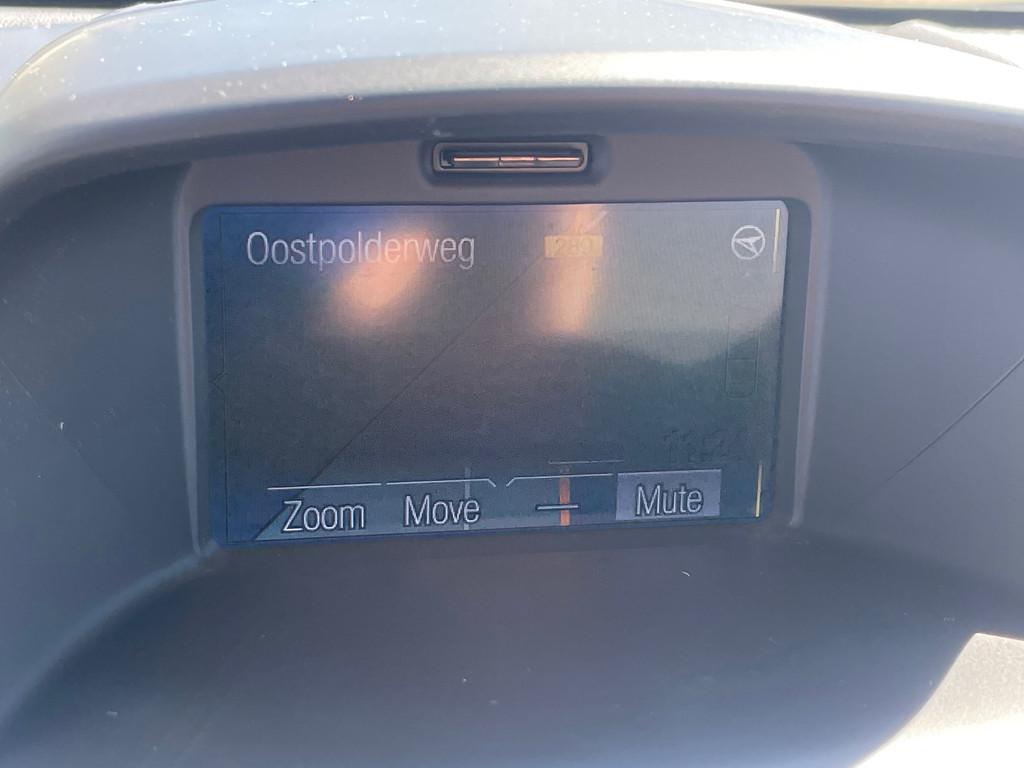 Oostpolderweg
Zoom Move — Mute